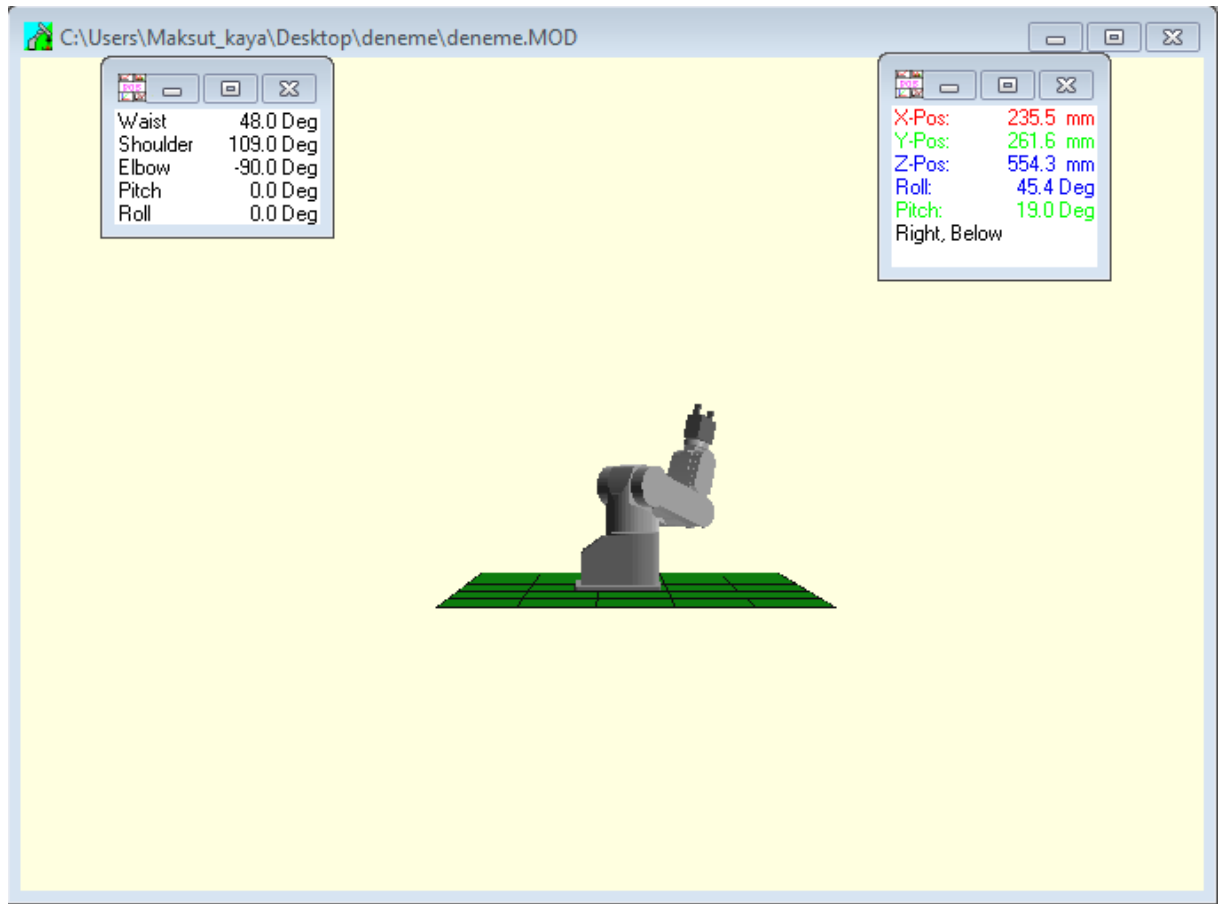 C:\Users\Maksut_kaya\Desktop\deneme\deneme.MOD
Waist 48.0 Deg
Shoulder 109.0 Deg
Elbow -90.0 Deg
Pitch 0.0 Deg
Roll 0.0 Deg
X-Pos: 235.5 mm
Y-Pos: 261.6 mm
Z-Pos: 554.3 mm
Roll: 45.4 Deg
Pitch: 19.0 Deg
Right, Below